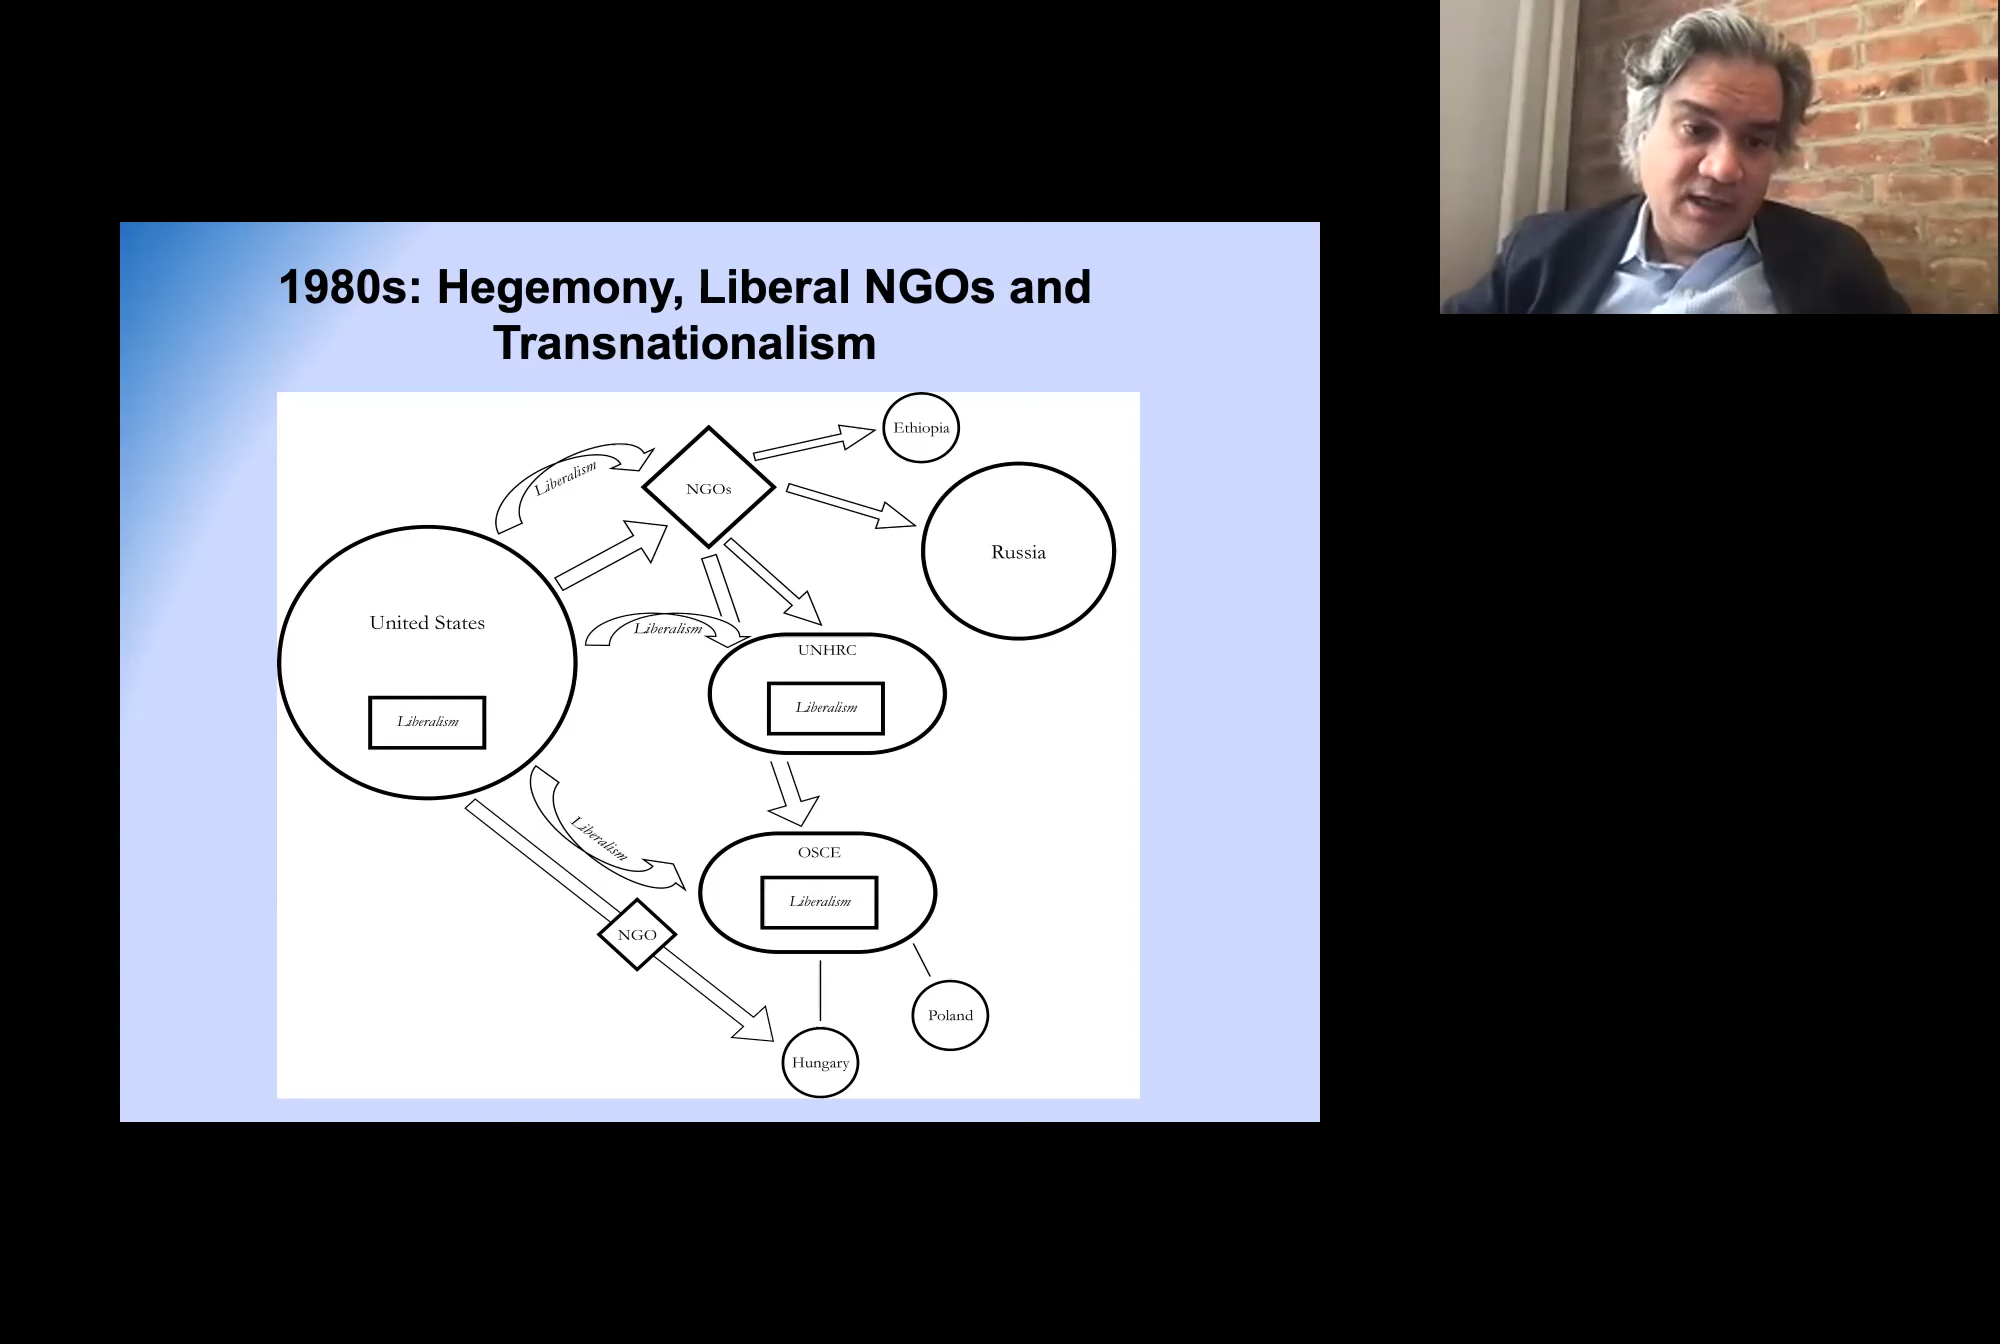 1980s: Hegemony, Liberal NGOs and
Transnationalism
Ethiopia
Liberalism
NGOs
Russia
United States
Liberalism
UNHRC
Liberalism
Liberalism
Liberalism
OSCE
Liberalism
NGO
Poland
Hungary